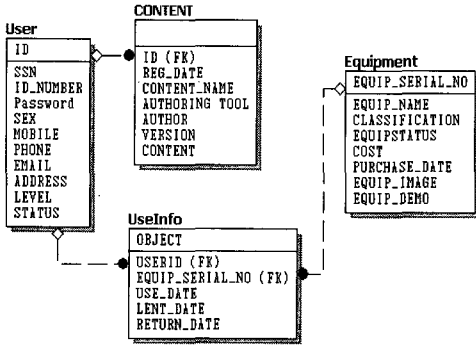 User
ID
SSN
ID_NUMBER
Password
SEX
MOBILE
PHONE
EMAIL
ADDRESS
LEVEL
STATUS
CONTENT
ID (FK)
REG_DATE
CONTENT_NAME
AUTHORING TOOL
AUTHOR
VERSION
CONTENT
Equipment
EQUIP_SERIAL_NO
EQUIP_NAME
CLASSIFICATION
EQUIPSTATUS
COST
PURCHASE_DATE
EQUIP_IMAGE
EQUIP_DEMO
UseInfo
OBJECT
USERID (FK)
EQUIP_SERIAL_NO (FK)
USE_DATE
LENT_DATE
RETURN_DATE